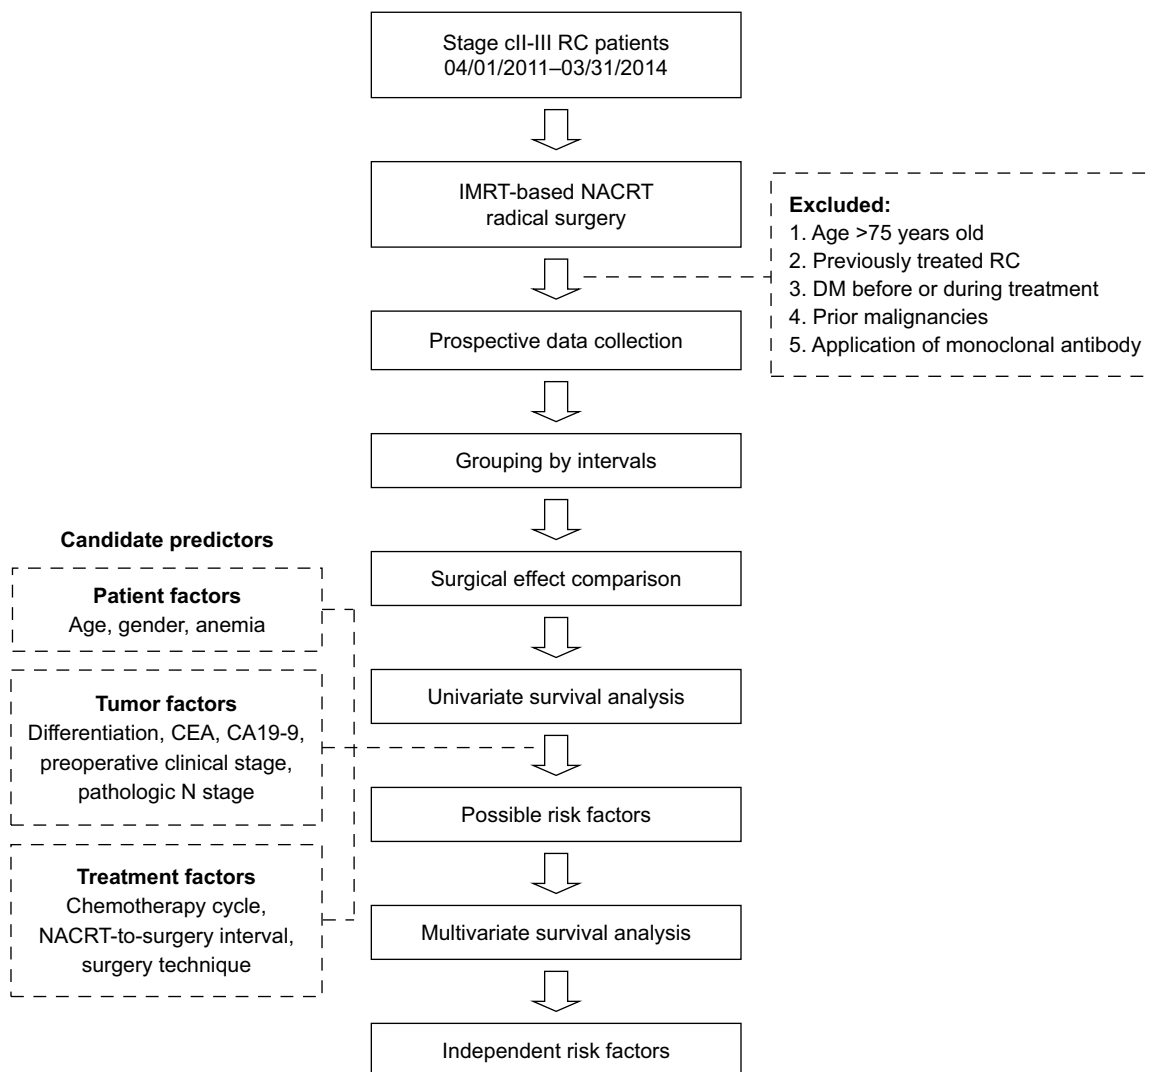 Stage cII-III RC patients
04/01/2011–03/31/2014
IMRT-based NACRT
radical surgery
Excluded:
1. Age >75 years old
2. Previously treated RC
3. DM before or during treatment
4. Prior malignancies
5. Application of monoclonal antibody
Prospective data collection
Grouping by intervals
Surgical effect comparison
Candidate predictors
Patient factors
Age, gender, anemia
Tumor factors
Differentiation, CEA, CA19-9,
preoperative clinical stage,
pathologic N stage
Treatment factors
Chemotherapy cycle,
NACRT-to-surgery interval,
surgery technique
Univariate survival analysis
Possible risk factors
Multivariate survival analysis
Independent risk factors